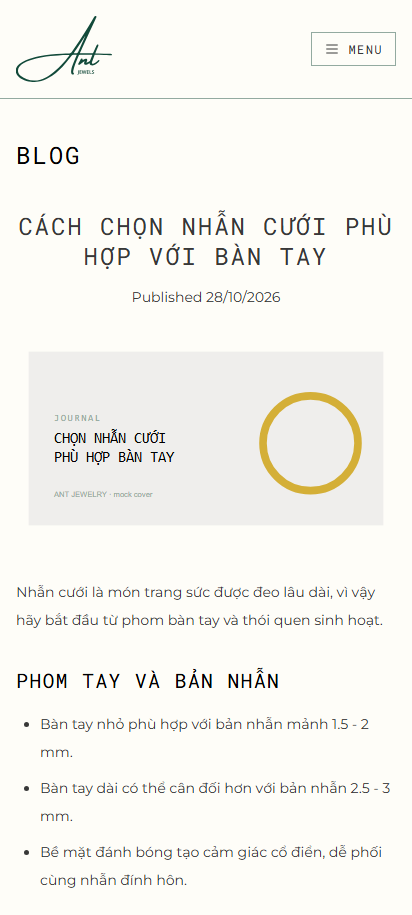 Ant
JEWELS
MENU
BLOG
CÁCH CHỌN NHẪN CƯỚI PHÙ
HỢP VỚI BÀN TAY
Published 28/10/2026
JOURNAL
CHỌN NHẪN CƯỚI
PHÙ HỢP BÀN TAY
ANT JEWELRY · mock cover
Nhẫn cưới là món trang sức được đeo lâu dài, vì vậy
hãy bắt đầu từ phom bàn tay và thói quen sinh hoạt.
PHOM TAY VÀ BẢN NHẪN
• Bàn tay nhỏ phù hợp với bản nhẫn mảnh 1.5 - 2
mm.
• Bàn tay dài có thể cân đối hơn với bản nhẫn 2.5 - 3
mm.
• Bề mặt đánh bóng tạo cảm giác cổ điển, dễ phối
cùng nhẫn đính hôn.